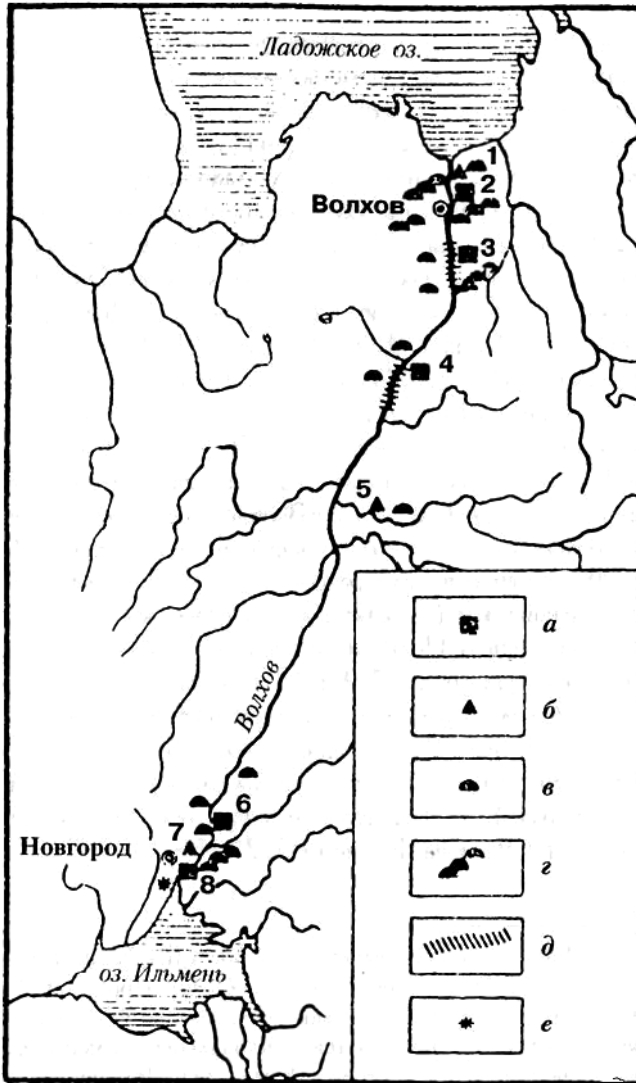 Ладожское оз.
1
2
Волхов
3
4
5
Волхов
6
7
Новгород
8
оз. Ильмень
а
б
в
г
д
е